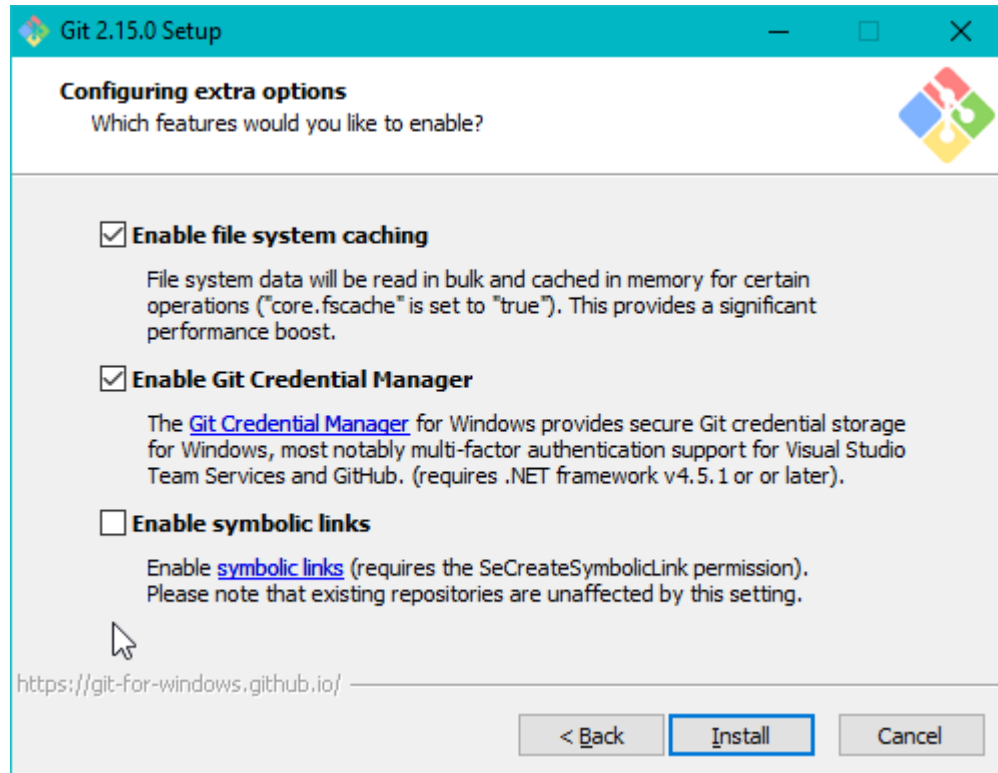 Git 2.15.0 Setup
Configuring extra options
Which features would you like to enable?
Enable file system caching
File system data will be read in bulk and cached in memory for certain
operations ("core.fscache" is set to "true"). This provides a significant
performance boost.
Enable Git Credential Manager
The Git Credential Manager for Windows provides secure Git credential storage
for Windows, most notably multi-factor authentication support for Visual Studio
Team Services and GitHub. (requires .NET framework v4.5.1 or or later).
Enable symbolic links
Enable symbolic links (requires the SeCreateSymbolicLink permission).
Please note that existing repositories are unaffected by this setting.
https://git-for-windows.github.io/
< Back
Install
Cancel